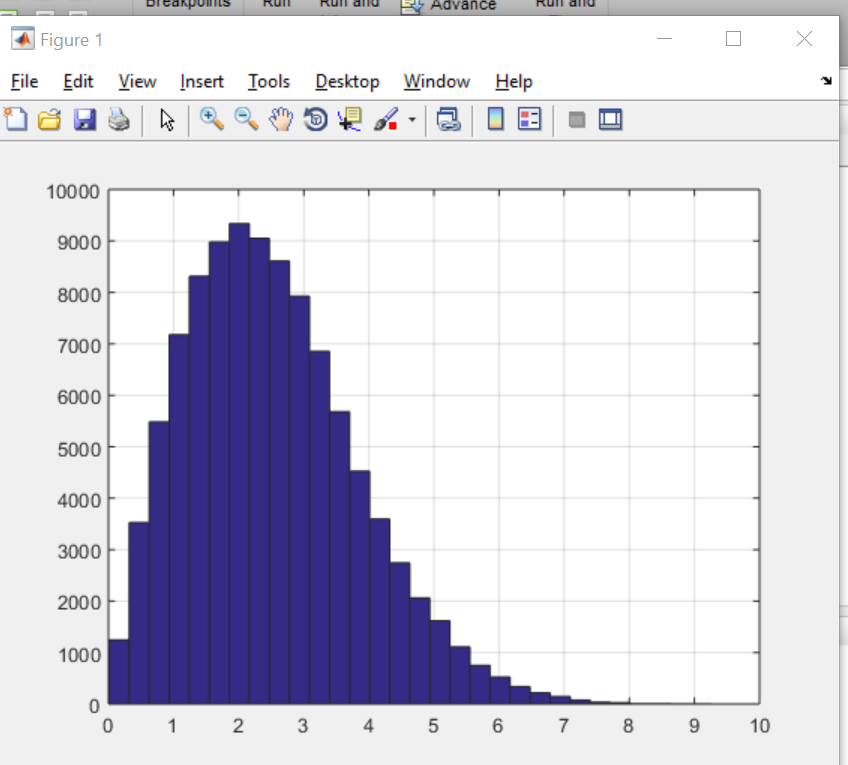 Breakpoints Run Run and Advance Run and
Figure 1
File Edit View Insert Tools Desktop Window Help
10000
9000
8000
7000
6000
5000
4000
3000
2000
1000
0
0 1 2 3 4 5 6 7 8 9 10